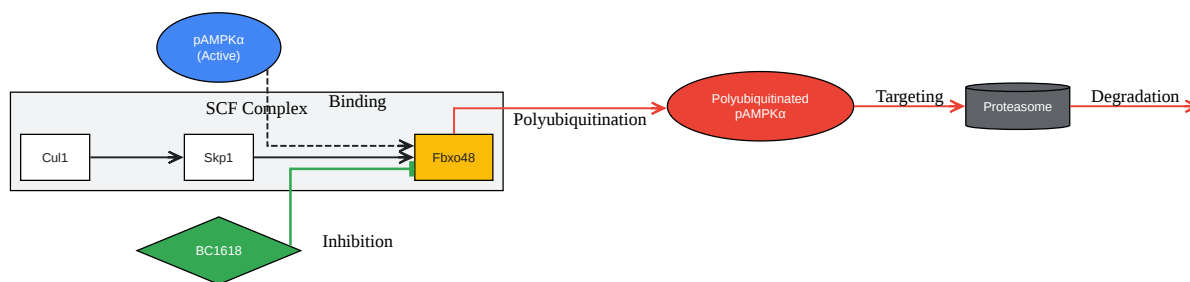 pAMPKα
(Active)
SCF Complex
Binding
Cul1
Skp1
Fbxo48
BC1618
Inhibition
Polyubiquitination
Polyubiquitinated
pAMPKα
Targeting
Proteasome
Degradation